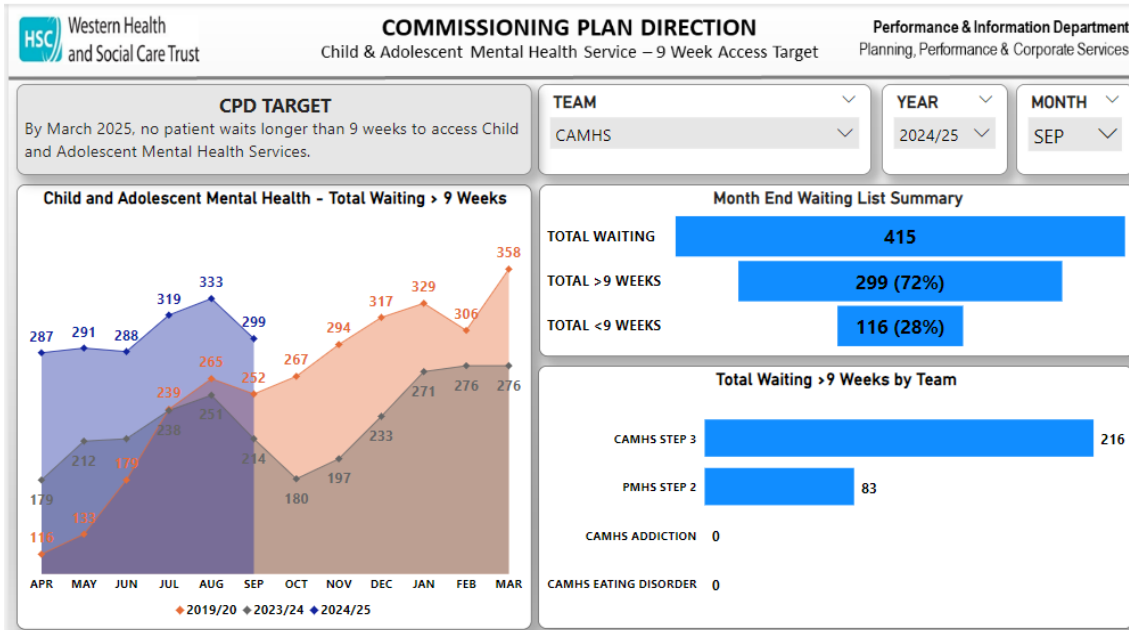 HSC
Western Health
and Social Care Trust
COMMISSIONING PLAN DIRECTION
Child & Adolescent Mental Health Service – 9 Week Access Target
Performance & Information Department
Planning, Performance & Corporate Services
CPD TARGET
By March 2025, no patient waits longer than 9 weeks to access Child
and Adolescent Mental Health Services.
TEAM
CAMHS
YEAR
2024/25
MONTH
SEP
Child and Adolescent Mental Health - Total Waiting > 9 Weeks
358
333
329
319
317
306
299
294
287 291 288
265
267
252
239
271 276 276
251
238
233
212
214
197
179
179
180
133
116
APR MAY JUN JUL AUG SEP OCT NOV DEC JAN FEB MAR
2019/20 2023/24 2024/25
Month End Waiting List Summary
TOTAL WAITING 415
TOTAL >9 WEEKS 299 (72%)
TOTAL <9 WEEKS 116 (28%)
Total Waiting >9 Weeks by Team
CAMHS STEP 3 216
PMHS STEP 2 83
CAMHS ADDICTION 0
CAMHS EATING DISORDER 0